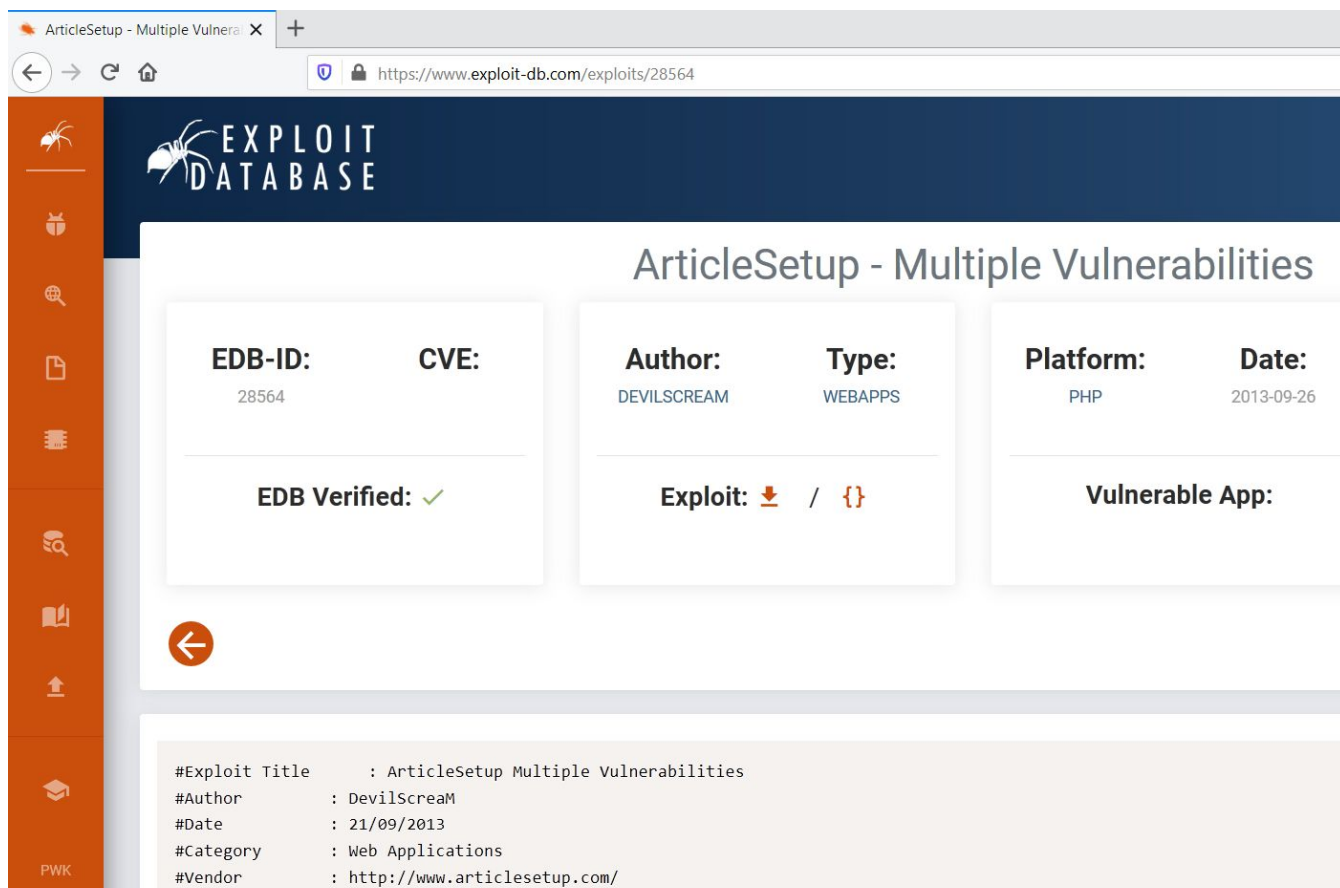 ArticleSetup - Multiple Vulnera
https://www.exploit-db.com/exploits/28564
EXPLOIT
DATABASE
ArticleSetup - Multiple Vulnerabilities
EDB-ID:
28564
CVE:
EDB Verified:
Author:
DEVILSCREAM
Type:
WEBAPPS
Exploit: / {}
Platform:
PHP
Date:
2013-09-26
Vulnerable App:
#Exploit Title : ArticleSetup Multiple Vulnerabilities
#Author : DevilScreaM
#Date : 21/09/2013
#Category : Web Applications
#Vendor : http://www.articlesetup.com/
PWK